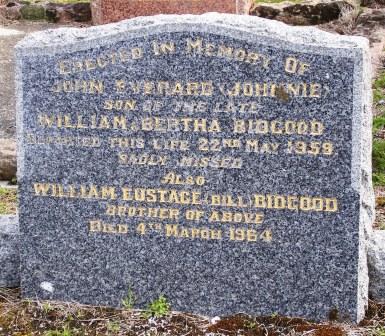 Erected In Memory Of
JOHN EVERARD (JOHNNIE)
SON OF THE LATE
WILLIAM & BERTHA BIDGOOD
DEPARTED THIS LIFE 22ND MAY 1959
SADLY MISSED
Also
WILLIAM EUSTACE (BILL) BIDGOOD
BROTHER OF ABOVE
DIED 4TH MARCH 1964